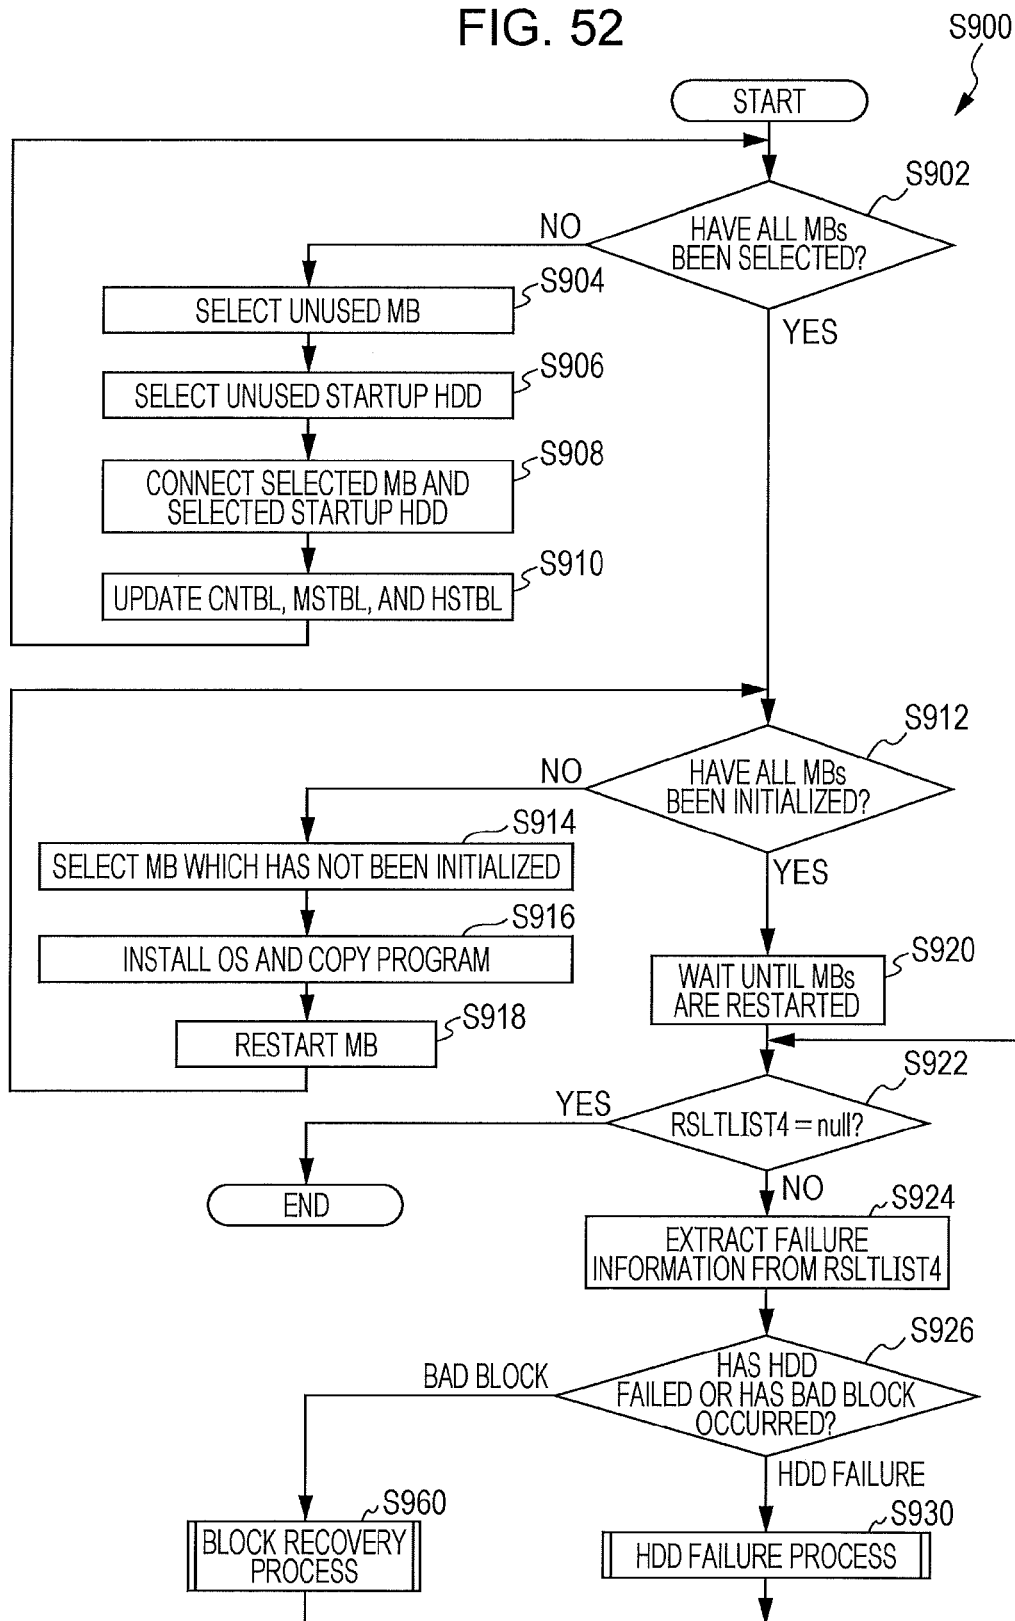 FIG. 52
S900
START
S902
HAVE ALL MBs
BEEN SELECTED?
NO
YES
S904
SELECT UNUSED MB
S906
SELECT UNUSED STARTUP HDD
S908
CONNECT SELECTED MB AND
SELECTED STARTUP HDD
S910
UPDATE CNTBL, MSTBL, AND HSTBL
S912
HAVE ALL MBs
BEEN INITIALIZED?
NO
YES
S914
SELECT MB WHICH HAS NOT BEEN INITIALIZED
S916
INSTALL OS AND COPY PROGRAM
S918
RESTART MB
S920
WAIT UNTIL MBs
ARE RESTARTED
S922
RSLTLIST4 = null?
YES
END
NO
S924
EXTRACT FAILURE
INFORMATION FROM RSLTLIST4
S926
HAS HDD
FAILED OR HAS BAD BLOCK
OCCURRED?
BAD BLOCK
HDD FAILURE
S960
BLOCK RECOVERY
PROCESS
S930
HDD FAILURE PROCESS